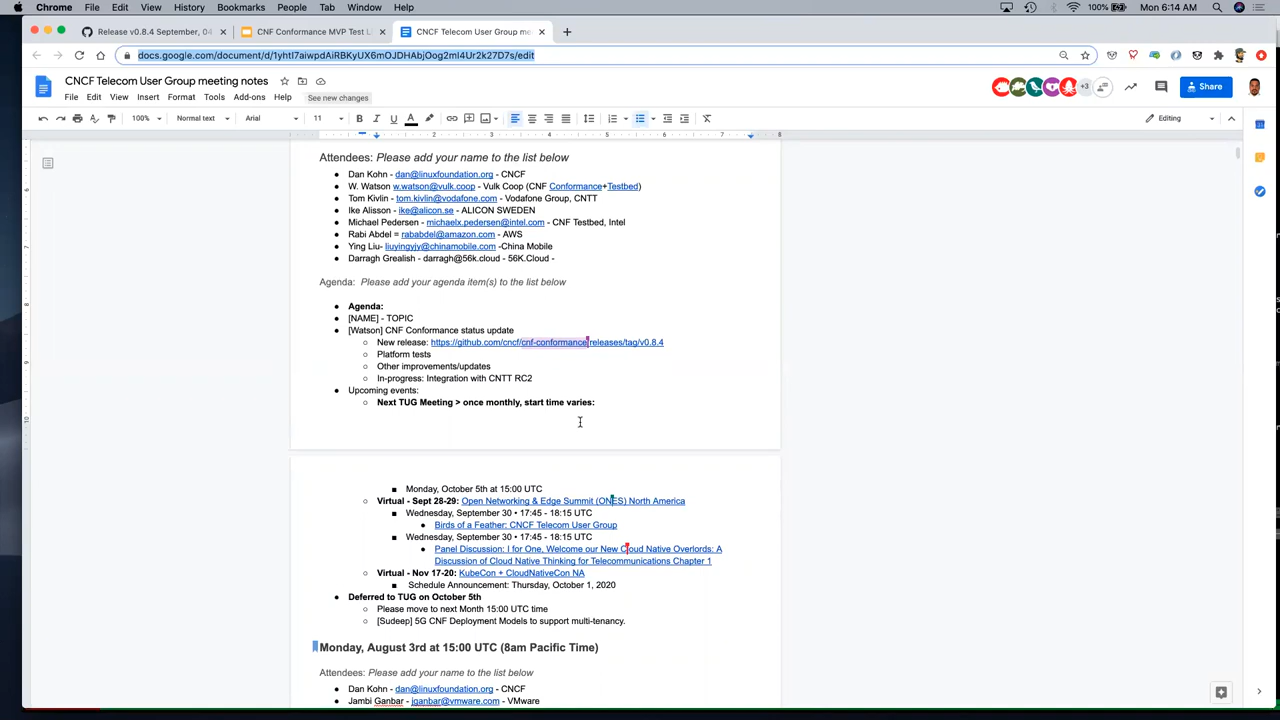 Chrome File Edit View History Bookmarks People Tab Window Help 100% Mon 6:14 AM
Release v0.8.4 September, 04 CNF Conformance MVP Test L CNCF Telecom User Group me
docs.google.com/document/d/1yhtI7aiwpdAiRBKyUX6mOJDHAbjOog2mI4Ur2k27D7s/edit
CNCF Telecom User Group meeting notes
+3
Share
File Edit View Insert Format Tools Add-ons Help See new changes
100% Normal text Arial 11 B I U A Editing
2 3 4 5 6 7 8
Attendees: Please add your name to the list below
Dan Kohn - dan@linuxfoundation.org - CNCF
W. Watson w.watson@vulk.coop - Vulk Coop (CNF Conformance+Testbed)
Tom Kivlin - tom.kivlin@vodafone.com - Vodafone Group, CNTT
Ike Alisson - ike@alicon.se - ALICON SWEDEN
Michael Pedersen - michaelx.pedersen@intel.com - CNF Testbed, Intel
Rabi Abdel = rababdel@amazon.com - AWS
Ying Liu- liuyingyjy@chinamobile.com -China Mobile
Darragh Grealish - darragh@56k.cloud - 56K.Cloud -
Agenda: Please add your agenda item(s) to the list below
Agenda:
[NAME] - TOPIC
[Watson] CNF Conformance status update
New release: https://github.com/cncf/cnf-conformance/releases/tag/v0.8.4
Platform tests
Other improvements/updates
In-progress: Integration with CNTT RC2
Upcoming events:
Next TUG Meeting > once monthly, start time varies:
Monday, October 5th at 15:00 UTC
Virtual - Sept 28-29: Open Networking & Edge Summit (ONES) North America
Wednesday, September 30 • 17:45 - 18:15 UTC
Birds of a Feather: CNCF Telecom User Group
Wednesday, September 30 • 17:45 - 18:15 UTC
Panel Discussion: I for One, Welcome our New Cloud Native Overlords: A
Discussion of Cloud Native Thinking for Telecommunications Chapter 1
Virtual - Nov 17-20: KubeCon + CloudNativeCon NA
Schedule Announcement: Thursday, October 1, 2020
Deferred to TUG on October 5th
Please move to next Month 15:00 UTC time
[Sudeep] 5G CNF Deployment Models to support multi-tenancy.
Monday, August 3rd at 15:00 UTC (8am Pacific Time)
Attendees: Please add your name to the list below
Dan Kohn - dan@linuxfoundation.org - CNCF
Jambi Ganbar - jganbar@vmware.com - VMware